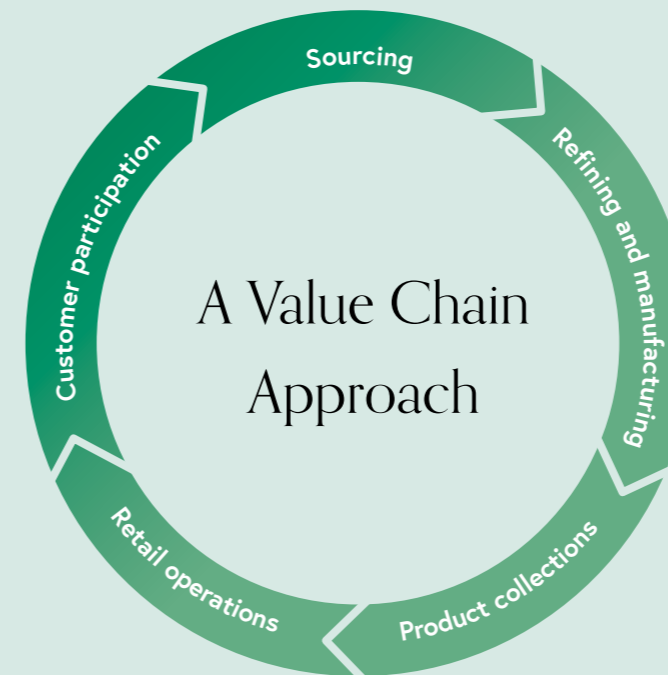 Sourcing
Refining and manufacturing
Product collections
Retail operations
Customer participation
A Value Chain
Approach